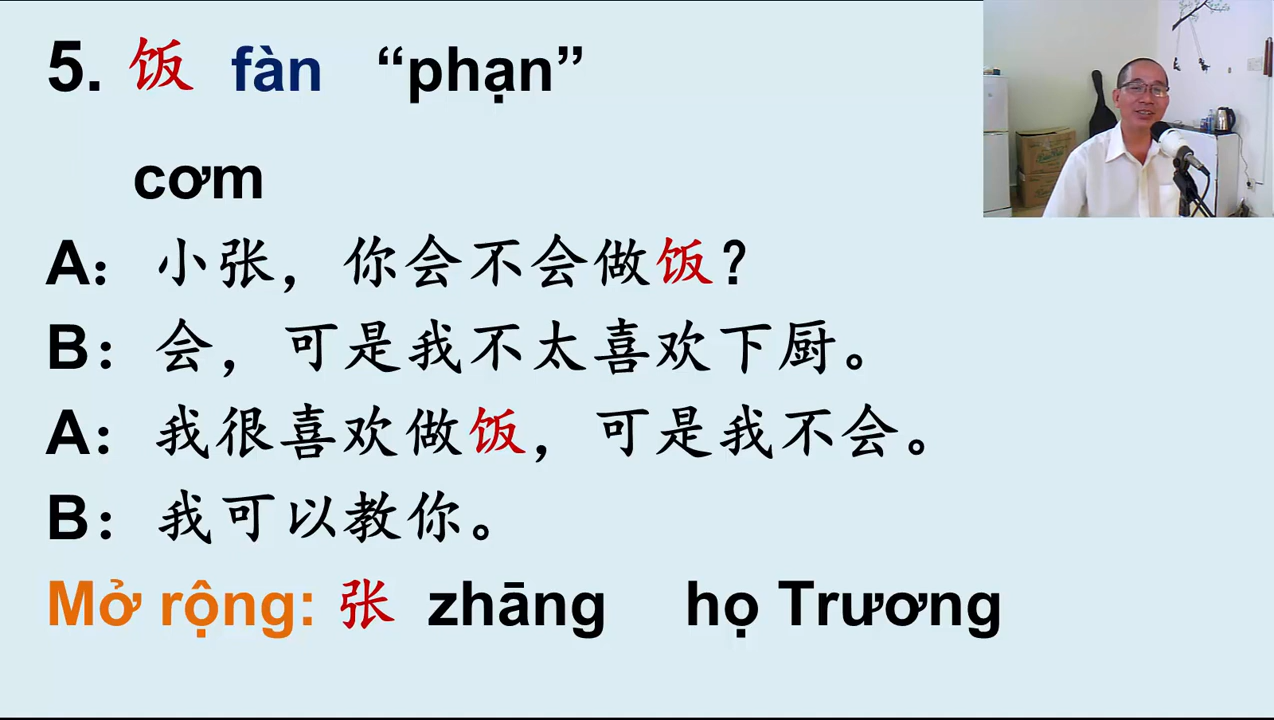 5. 饭 fàn “phạn”
cơm
A：小张，你会不会做饭？
B：会，可是我不太喜欢下厨。
A：我很喜欢做饭，可是我不会。
B：我可以教你。
Mở rộng: 张 zhāng họ Trương